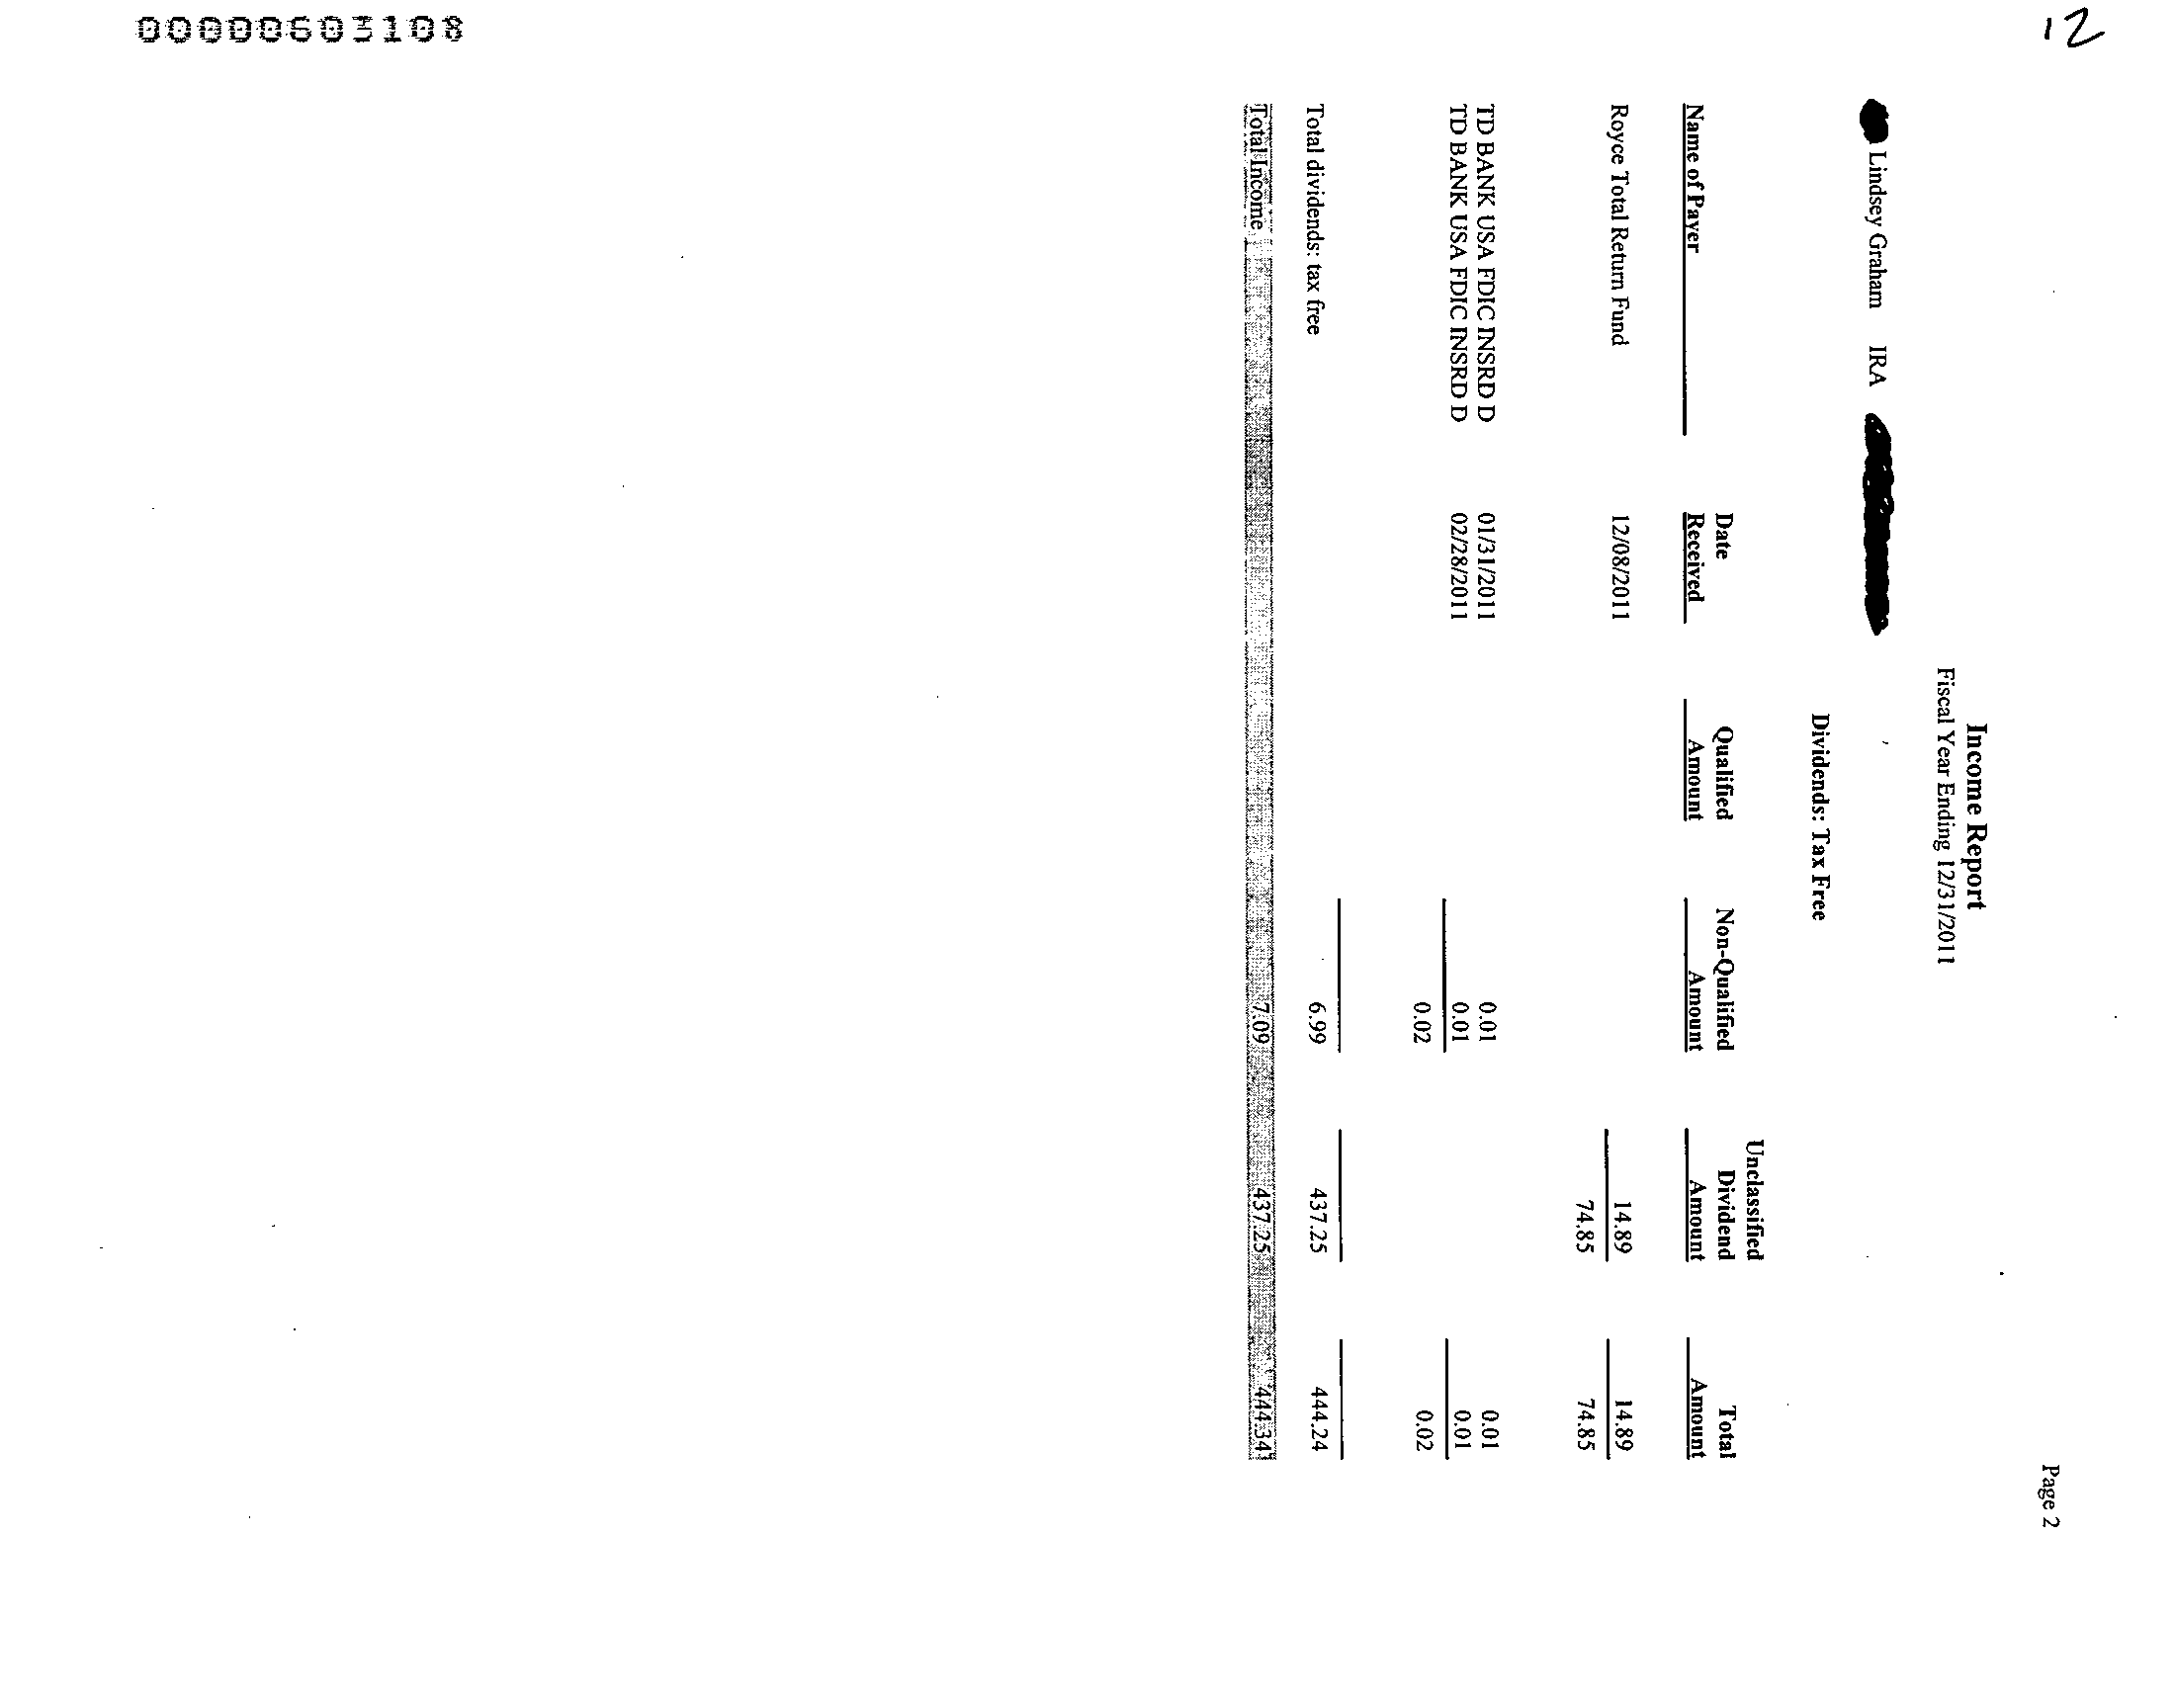 00000603108
12
Page 2
Income Report
Fiscal Year Ending 12/31/2011
Lindsey Graham IRA
Dividends: Tax Free
Name of Payer Date Received Qualified Amount Non-Qualified Amount Unclassified Dividend Amount Total Amount
Royce Total Return Fund 12/08/2011 14.89 14.89
74.85 74.85
TD BANK USA FDIC INSRD D 01/31/2011 0.01 0.01
TD BANK USA FDIC INSRD D 02/28/2011 0.01 0.01
0.02 0.02
Total dividends: tax free 6.99 437.25 444.24
Total Income 7.09 437.25 444.34